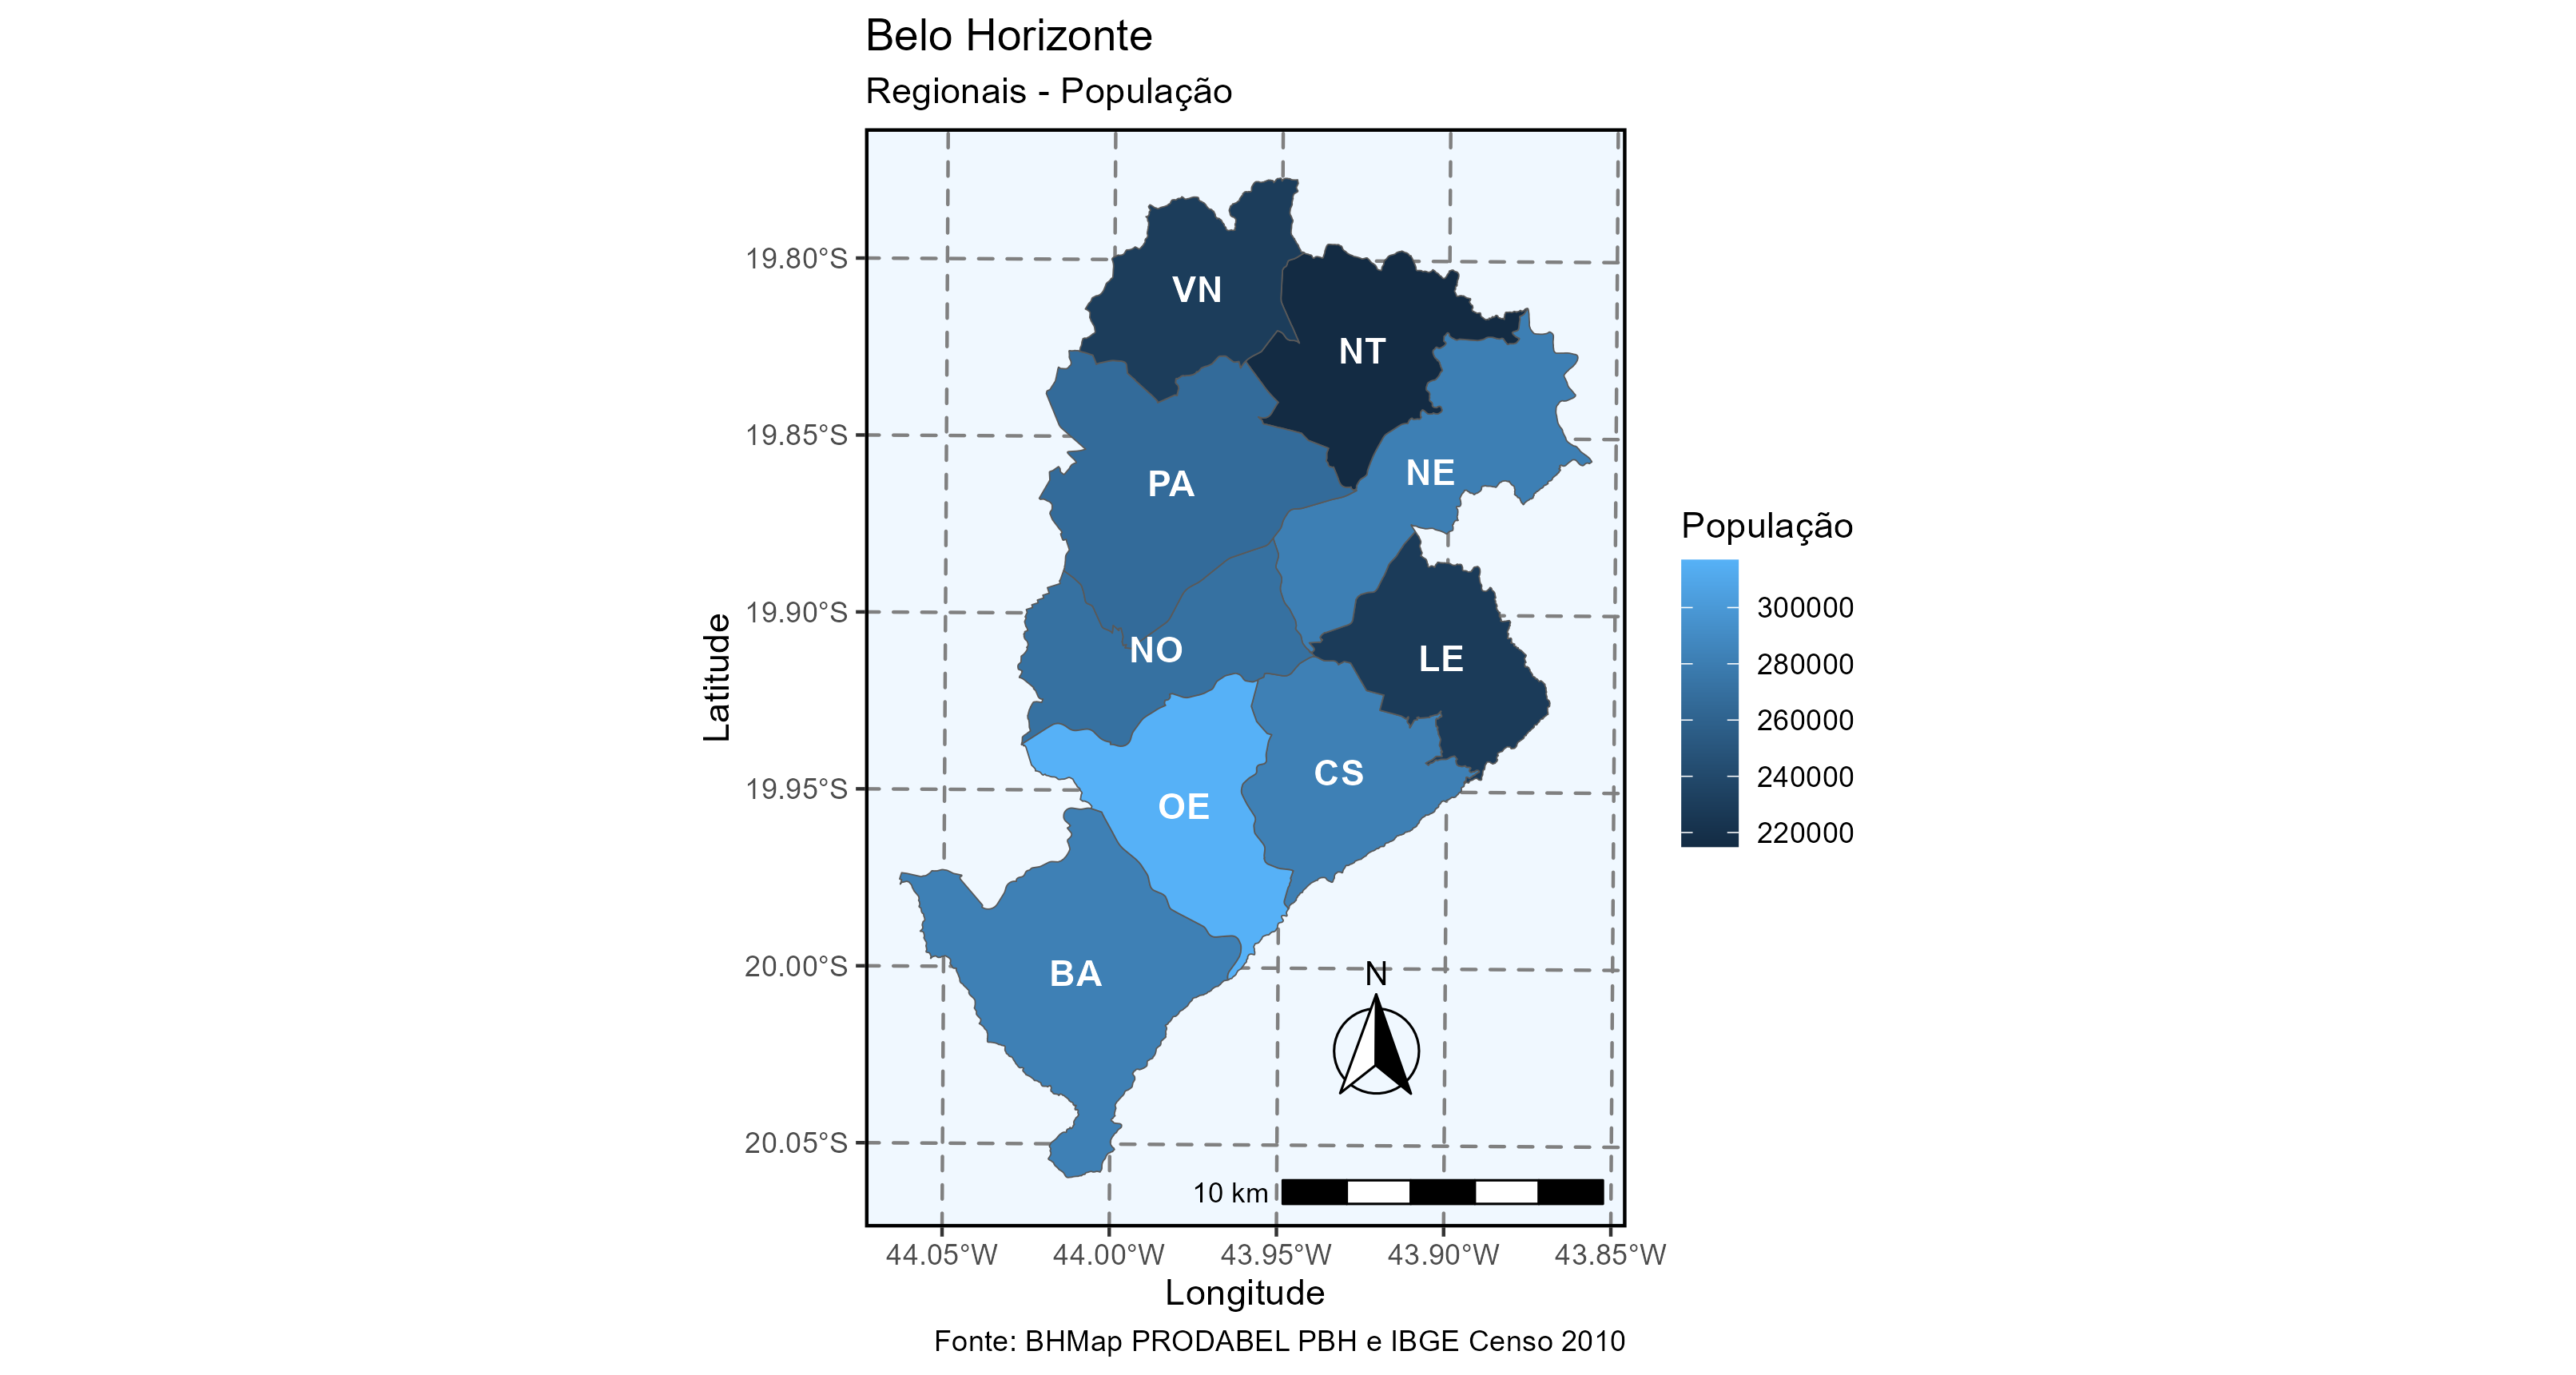 Belo Horizonte
Regionais - População
19.80°S
19.85°S
19.90°S
19.95°S
20.00°S
20.05°S
Latitude
VN
NT
NE
PA
NO
LE
CS
OE
BA
N
10 km
44.05°W
44.00°W
43.95°W
43.90°W
43.85°W
Longitude
População
300000
280000
260000
240000
220000
Fonte: BHMap PRODABEL PBH e IBGE Censo 2010